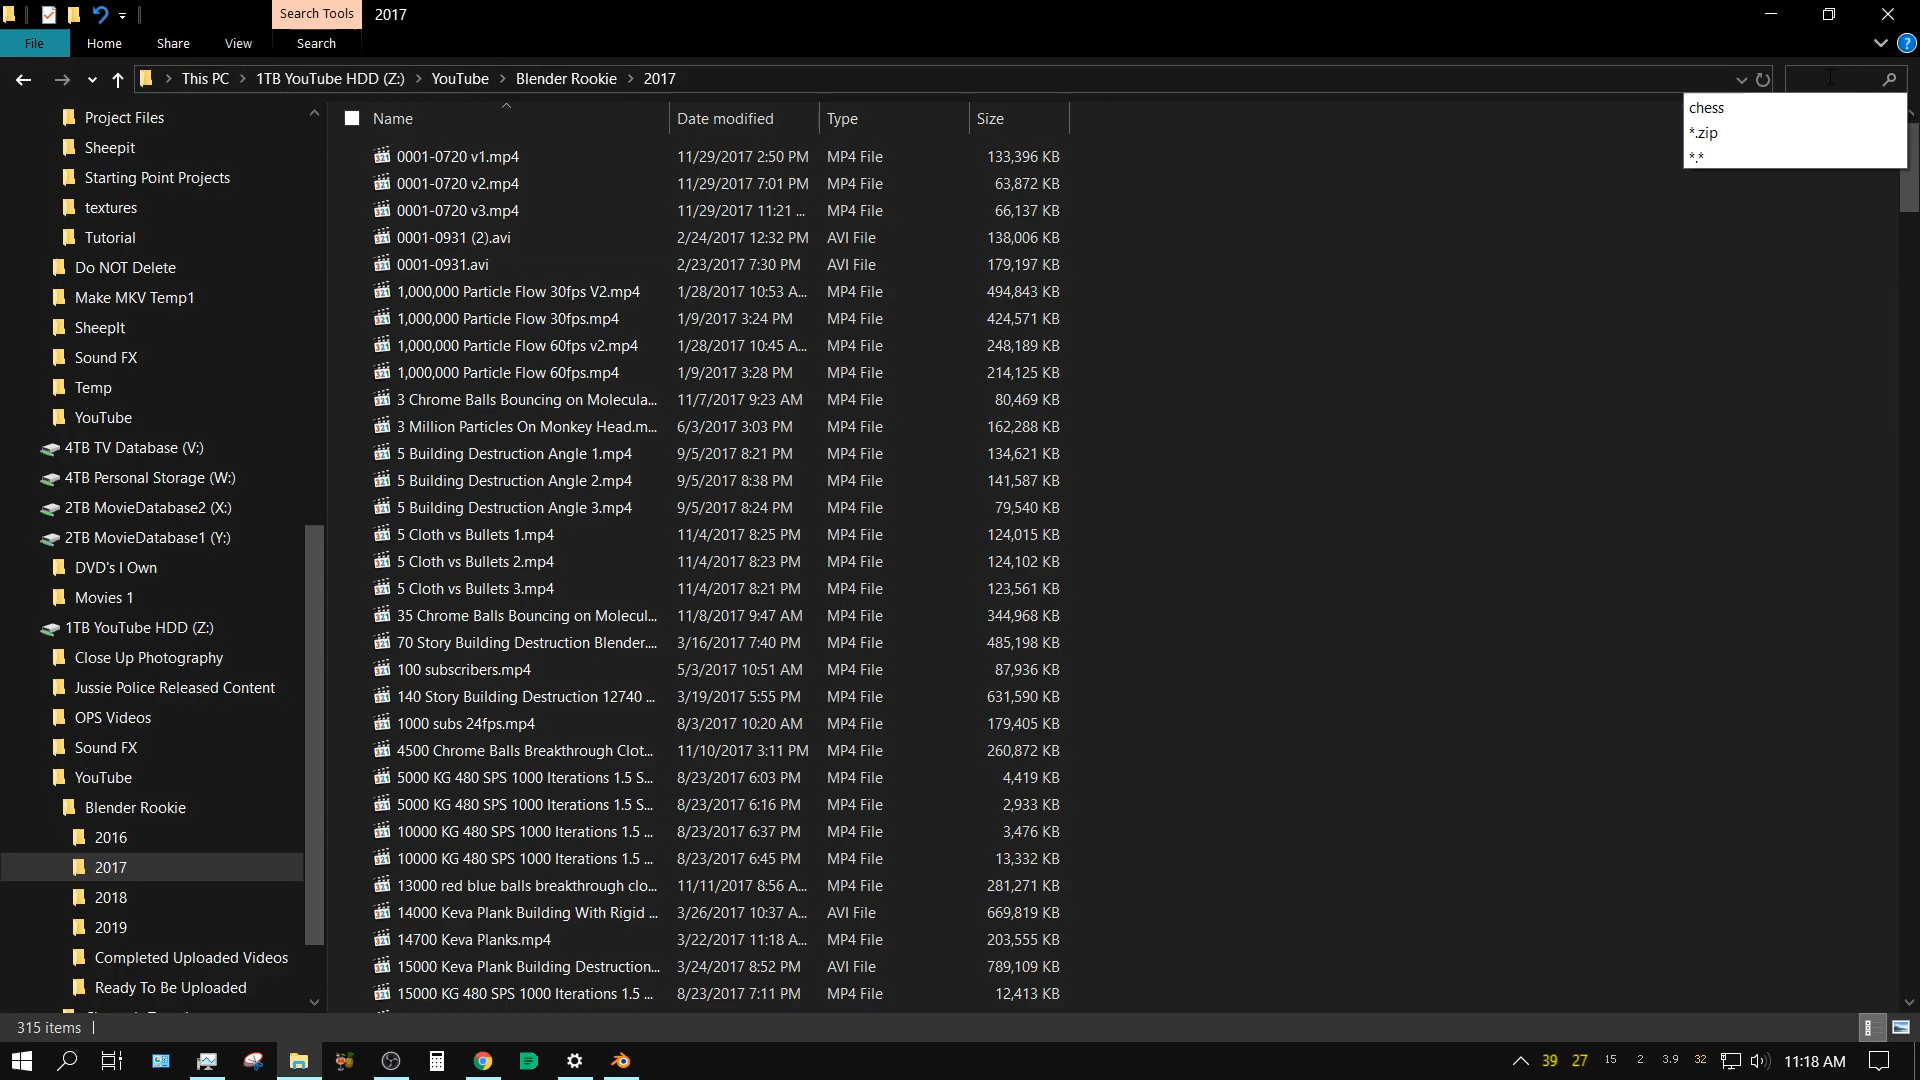 Search Tools
2017
File
Home
Share
View
Search
?
This PC > 1TB YouTube HDD (Z:) > YouTube > Blender Rookie > 2017
chess
*.zip
*.*
Project Files
Sheepit
Starting Point Projects
textures
Tutorial
Do NOT Delete
Make MKV Temp1
SheepIt
Sound FX
Temp
YouTube
4TB TV Database (V:)
4TB Personal Storage (W:)
2TB MovieDatabase2 (X:)
2TB MovieDatabase1 (Y:)
DVD's I Own
Movies 1
1TB YouTube HDD (Z:)
Close Up Photography
Jussie Police Released Content
OPS Videos
Sound FX
YouTube
Blender Rookie
2016
2017
2018
2019
Completed Uploaded Videos
Ready To Be Uploaded
Name Date modified Type Size
0001-0720 v1.mp4 11/29/2017 2:50 PM MP4 File 133,396 KB
0001-0720 v2.mp4 11/29/2017 7:01 PM MP4 File 63,872 KB
0001-0720 v3.mp4 11/29/2017 11:21 ... MP4 File 66,137 KB
0001-0931 (2).avi 2/24/2017 12:32 PM AVI File 138,006 KB
0001-0931.avi 2/23/2017 7:30 PM AVI File 179,197 KB
1,000,000 Particle Flow 30fps V2.mp4 1/28/2017 10:53 A... MP4 File 494,843 KB
1,000,000 Particle Flow 30fps.mp4 1/9/2017 3:24 PM MP4 File 424,571 KB
1,000,000 Particle Flow 60fps v2.mp4 1/28/2017 10:45 A... MP4 File 248,189 KB
1,000,000 Particle Flow 60fps.mp4 1/9/2017 3:28 PM MP4 File 214,125 KB
3 Chrome Balls Bouncing on Molecula... 11/7/2017 9:23 AM MP4 File 80,469 KB
3 Million Particles On Monkey Head.m... 6/3/2017 3:03 PM MP4 File 162,288 KB
5 Building Destruction Angle 1.mp4 9/5/2017 8:21 PM MP4 File 134,621 KB
5 Building Destruction Angle 2.mp4 9/5/2017 8:38 PM MP4 File 141,587 KB
5 Building Destruction Angle 3.mp4 9/5/2017 8:24 PM MP4 File 79,540 KB
5 Cloth vs Bullets 1.mp4 11/4/2017 8:25 PM MP4 File 124,015 KB
5 Cloth vs Bullets 2.mp4 11/4/2017 8:23 PM MP4 File 124,102 KB
5 Cloth vs Bullets 3.mp4 11/4/2017 8:21 PM MP4 File 123,561 KB
35 Chrome Balls Bouncing on Molecul... 11/8/2017 9:47 AM MP4 File 344,968 KB
70 Story Building Destruction Blender.... 3/16/2017 7:40 PM MP4 File 485,198 KB
100 subscribers.mp4 5/3/2017 10:51 AM MP4 File 87,936 KB
140 Story Building Destruction 12740 ... 3/19/2017 5:55 PM MP4 File 631,590 KB
1000 subs 24fps.mp4 8/3/2017 10:20 AM MP4 File 179,405 KB
4500 Chrome Balls Breakthrough Clot... 11/10/2017 3:11 PM MP4 File 260,872 KB
5000 KG 480 SPS 1000 Iterations 1.5 S... 8/23/2017 6:03 PM MP4 File 4,419 KB
5000 KG 480 SPS 1000 Iterations 1.5 S... 8/23/2017 6:16 PM MP4 File 2,933 KB
10000 KG 480 SPS 1000 Iterations 1.5 ... 8/23/2017 6:37 PM MP4 File 3,476 KB
10000 KG 480 SPS 1000 Iterations 1.5 ... 8/23/2017 6:45 PM MP4 File 13,332 KB
13000 red blue balls breakthrough clo... 11/11/2017 8:56 A... MP4 File 281,271 KB
14000 Keva Plank Building With Rigid ... 3/26/2017 10:37 A... AVI File 669,819 KB
14700 Keva Planks.mp4 3/22/2017 11:18 A... MP4 File 203,555 KB
15000 Keva Plank Building Destruction... 3/24/2017 8:52 PM AVI File 789,109 KB
15000 KG 480 SPS 1000 Iterations 1.5 ... 8/23/2017 7:11 PM MP4 File 12,413 KB
315 items
39 27 15 2 3.9 32 11:18 AM